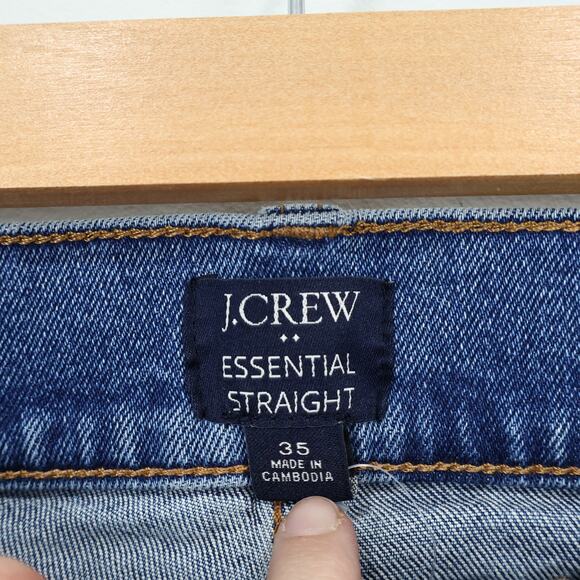 J.CREW
ESSENTIAL
STRAIGHT
35
MADE IN
CAMBODIA